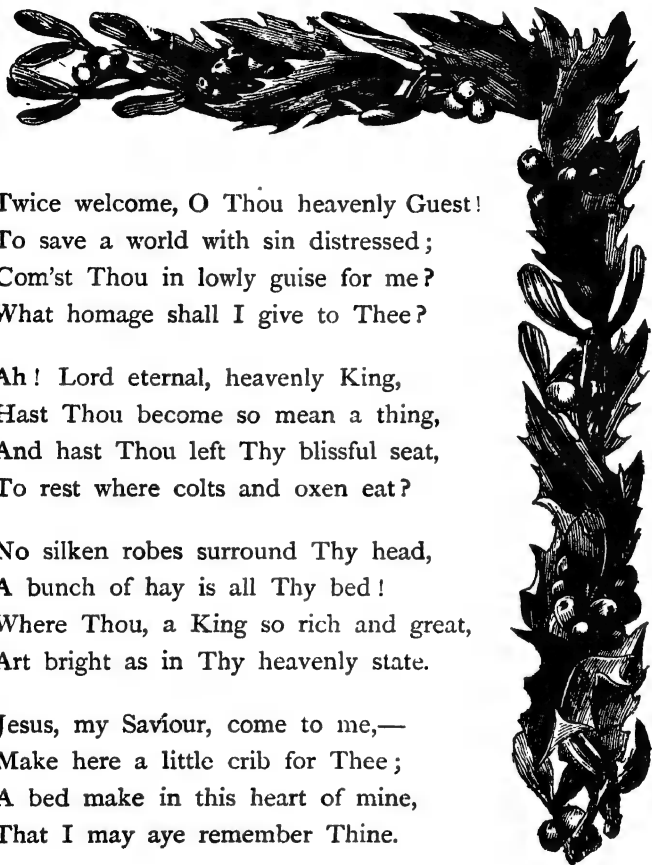 Twice welcome, O Thou heavenly Guest!
To save a world with sin distressed;
Com'st Thou in lowly guise for me?
What homage shall I give to Thee?
Ah! Lord eternal, heavenly King,
Hast Thou become so mean a thing,
And hast Thou left Thy blissful seat,
To rest where colts and oxen eat?
No silken robes surround Thy head,
A bunch of hay is all Thy bed!
Where Thou, a King so rich and great,
Art bright as in Thy heavenly state.
Jesus, my Saviour, come to me,—
Make here a little crib for Thee;
A bed make in this heart of mine,
That I may aye remember Thine.